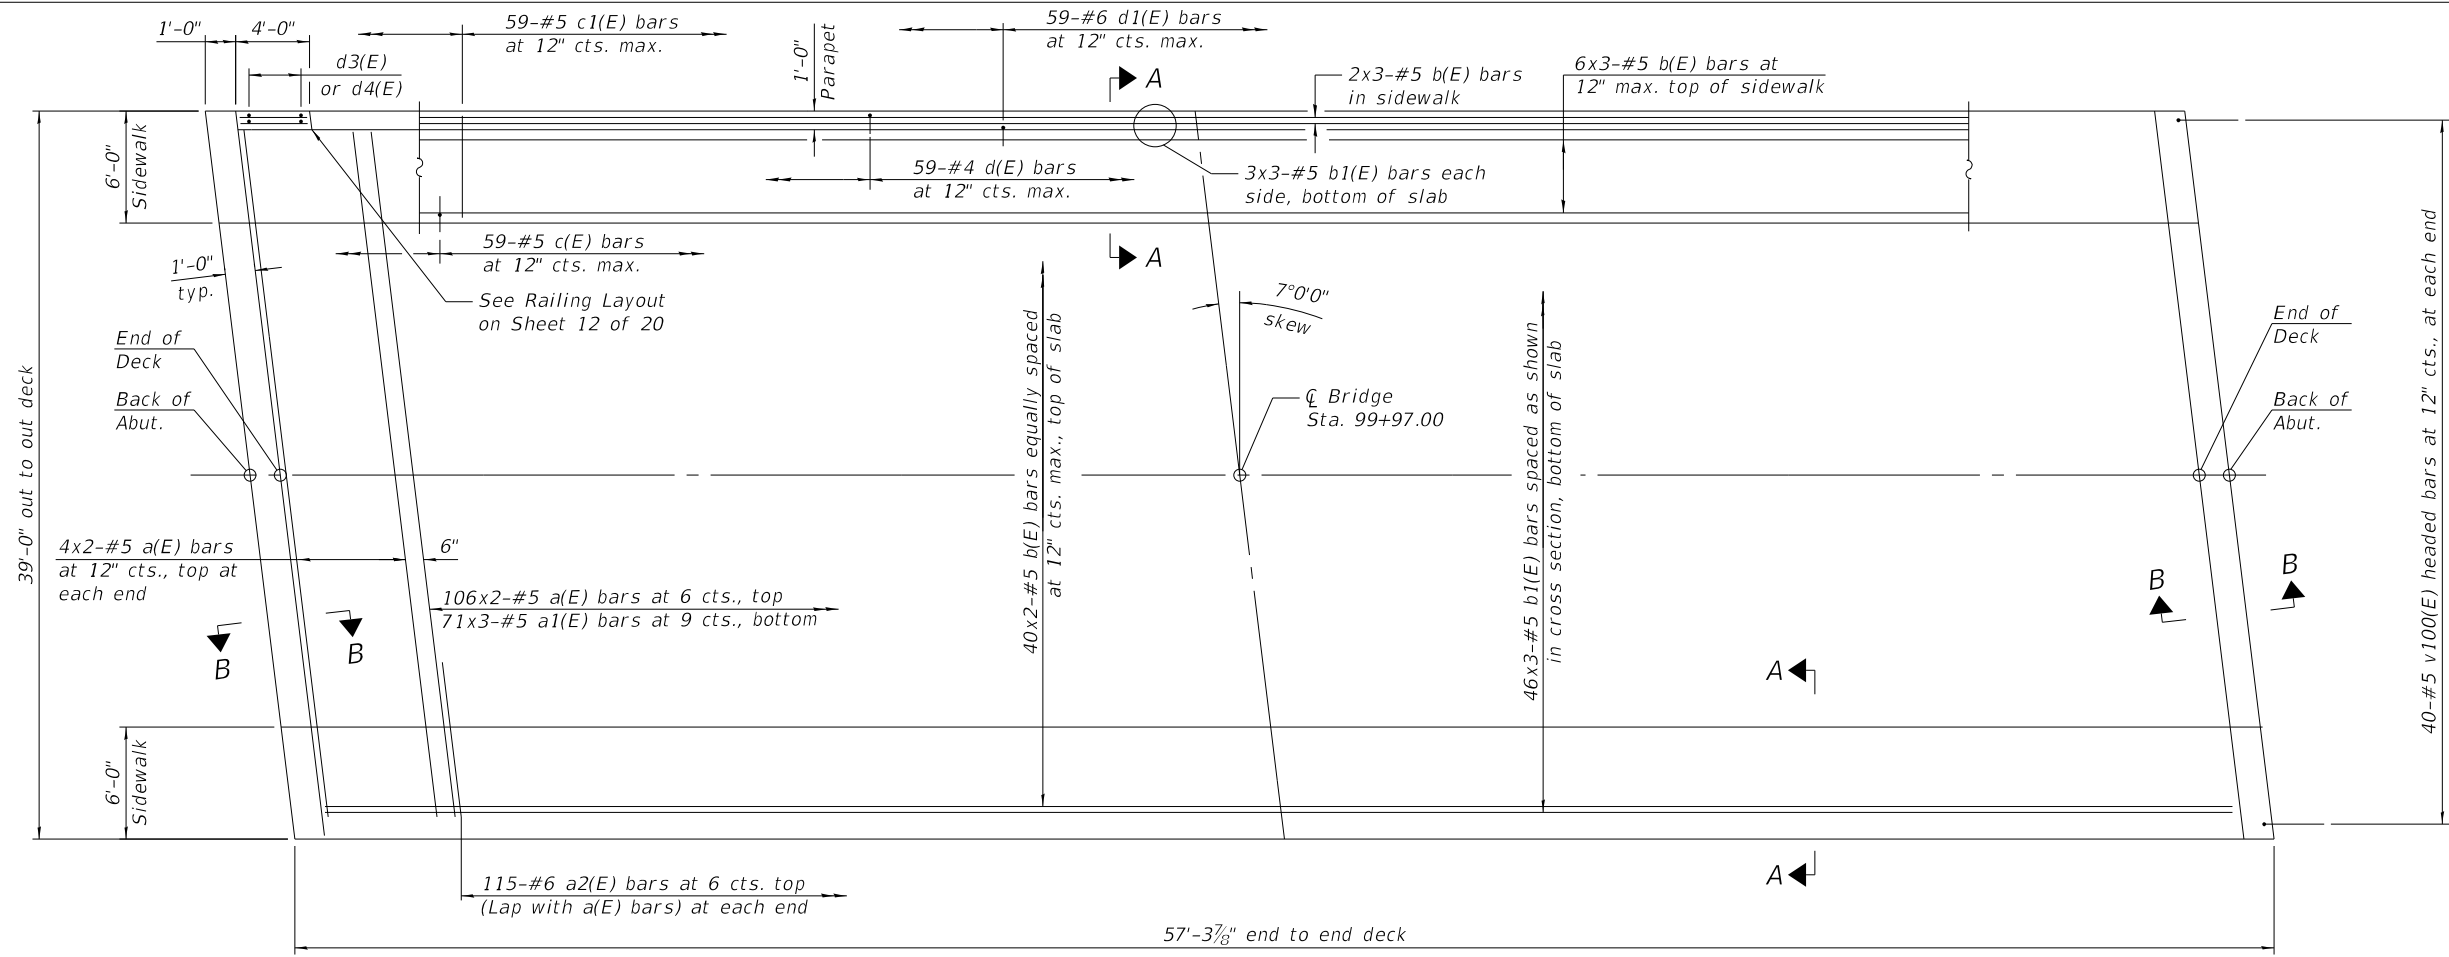 1'-0"
4'-0"
d3(E)
or d4(E)
59-#5 c1(E) bars
at 12" cts. max.
1'-0"
Parapet
59-#6 d1(E) bars
at 12" cts. max.
A
2x3-#5 b(E) bars
in sidewalk
6x3-#5 b(E) bars at
12" max. top of sidewalk
6'-0"
Sidewalk
59-#4 d(E) bars
at 12" cts. max.
3x3-#5 b1(E) bars each
side, bottom of slab
59-#5 c(E) bars
at 12" cts. max.
A
1'-0"
typ.
See Railing Layout
on Sheet 12 of 20
7°0'0"
skew
End of
Deck
Back of
Abut.
39'-0" out to out deck
40x2-#5 b(E) bars equally spaced
at 12" cts. max., top of slab
℄ Bridge
Sta. 99+97.00
46x3-#5 b1(E) bars spaced as shown
in cross section, bottom of slab
End of
Deck
Back of
Abut.
40-#5 v100(E) headed bars at 12" cts., at each end
4x2-#5 a(E) bars
at 12" cts., top at
each end
6"
106x2-#5 a(E) bars at 6 cts., top
71x3-#5 a1(E) bars at 9 cts., bottom
B
B
B
B
A
6'-0"
Sidewalk
115-#6 a2(E) bars at 6 cts. top
(Lap with a(E) bars) at each end
A
57'-3⅞" end to end deck